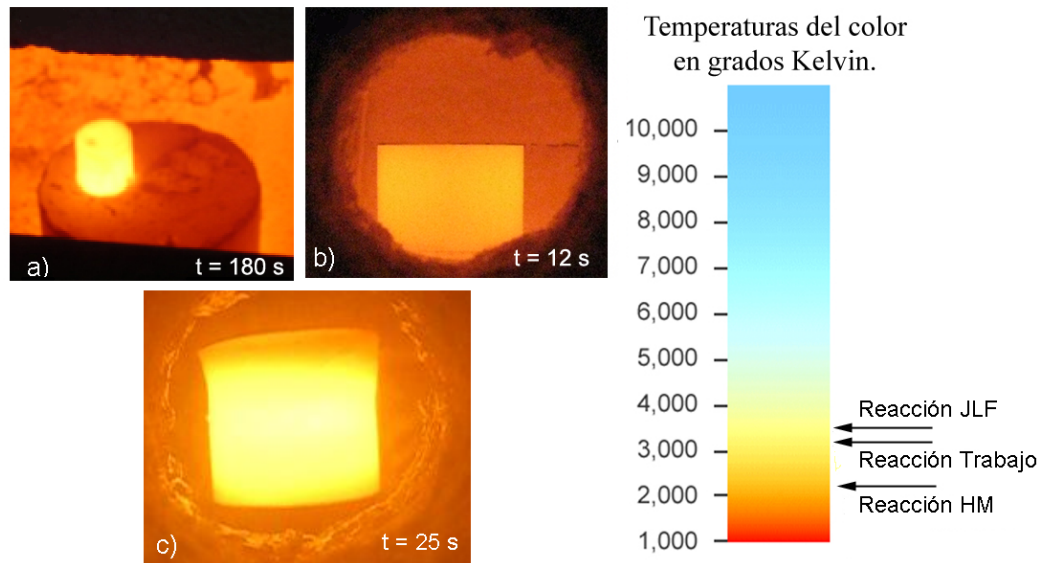 a)
t = 180 s
b)
t = 12 s
c)
t = 25 s
Temperaturas del color
en grados Kelvin.
10,000
9,000
8,000
7,000
6,000
5,000
4,000
3,000
2,000
1,000
Reacción JLF
Reacción Trabajo
Reacción HM